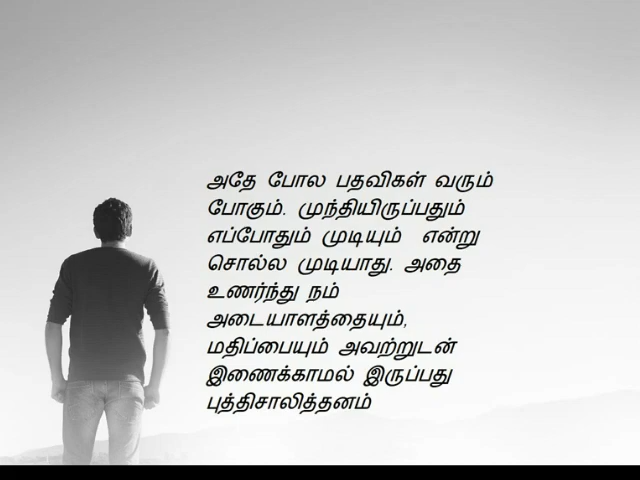 அதே போல பதவிகள் வரும்
போகும். முந்தியிருப்பதும்
எப்போதும் முடியும் என்று
சொல்ல முடியாது. அதை
உணர்ந்து நம்
அடையாளத்தையும்,
மதிப்பையும் அவற்றுடன்
இணைக்காமல் இருப்பது
புத்திசாலித்தனம்